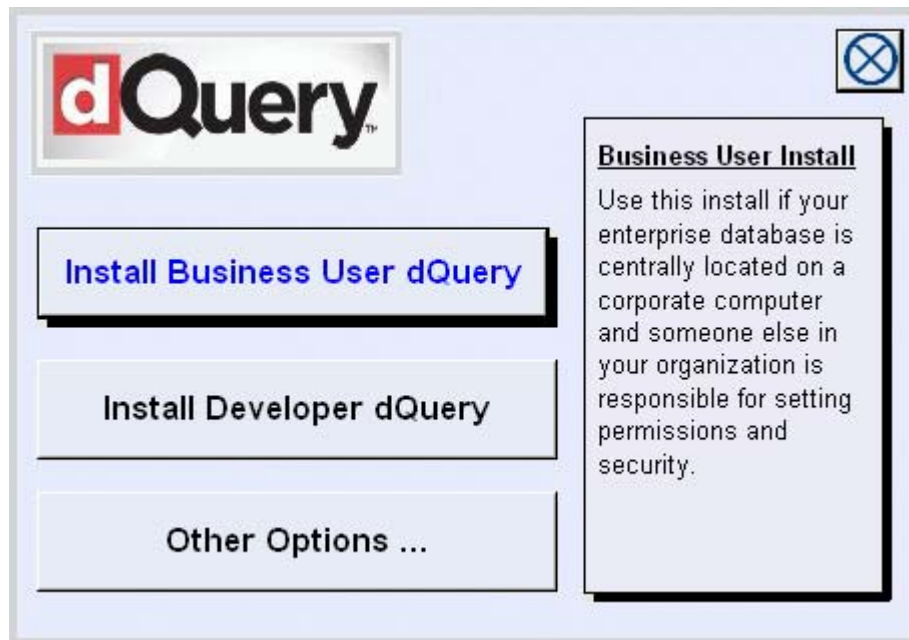 dQuery™
Install Business User dQuery
Install Developer dQuery
Other Options ...
Business User Install
Use this install if your
enterprise database is
centrally located on a
corporate computer
and someone else in
your organization is
responsible for setting
permissions and
security.